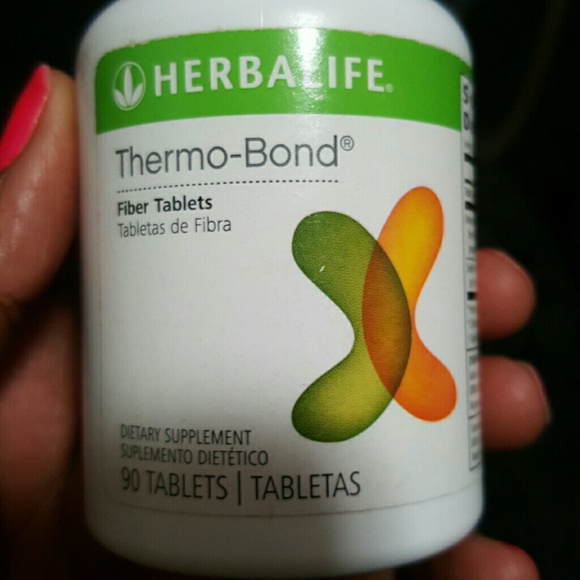 HERBALIFE®
Thermo-Bond®
Fiber Tablets
Tabletas de Fibra
DIETARY SUPPLEMENT
SUPLEMENTO DIETÉTICO
90 TABLETS | TABLETAS